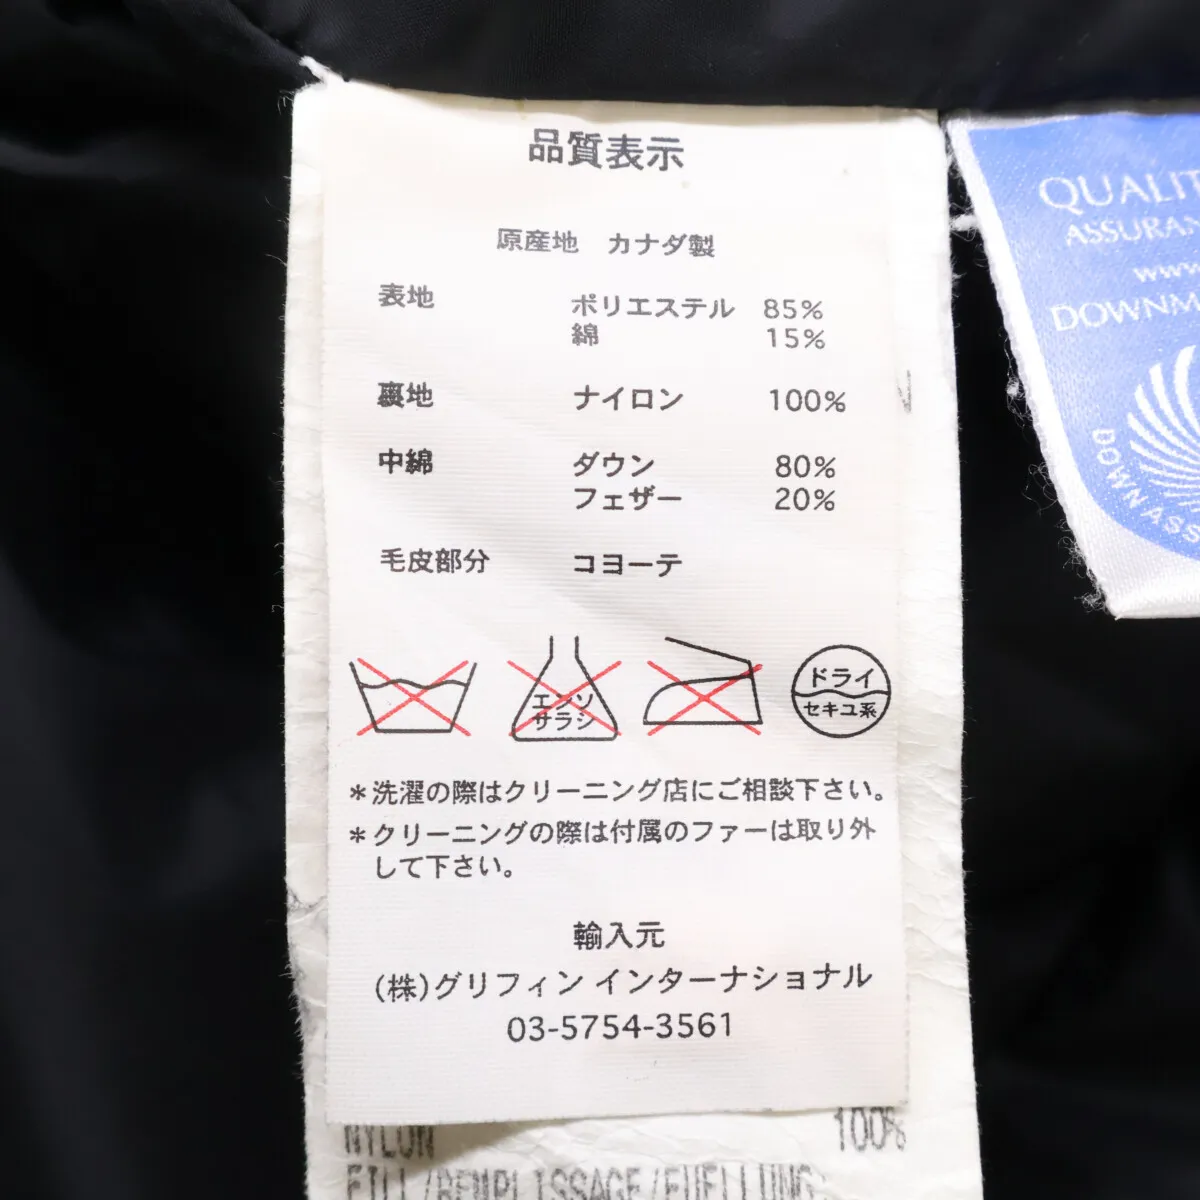 品質表示
原産地 カナダ製
表地 ポリエステル 85%
綿 15%
裏地 ナイロン 100%
中綿 ダウン 80%
フェザー 20%
毛皮部分 コヨーテ
エンソ
サラシ
ドライ
セキユ系
*洗濯の際はクリーニング店にご相談下さい。
*クリーニングの際は付属のファーは取り外
して下さい。
輸入元
(株)グリフィン インターナショナル
03-5754-3561
NYLON 100%
FILL/REMPLISSAGE/FUELLUNG
QUALIT
ASSURAN
www
DOWNM
DOWN ASS